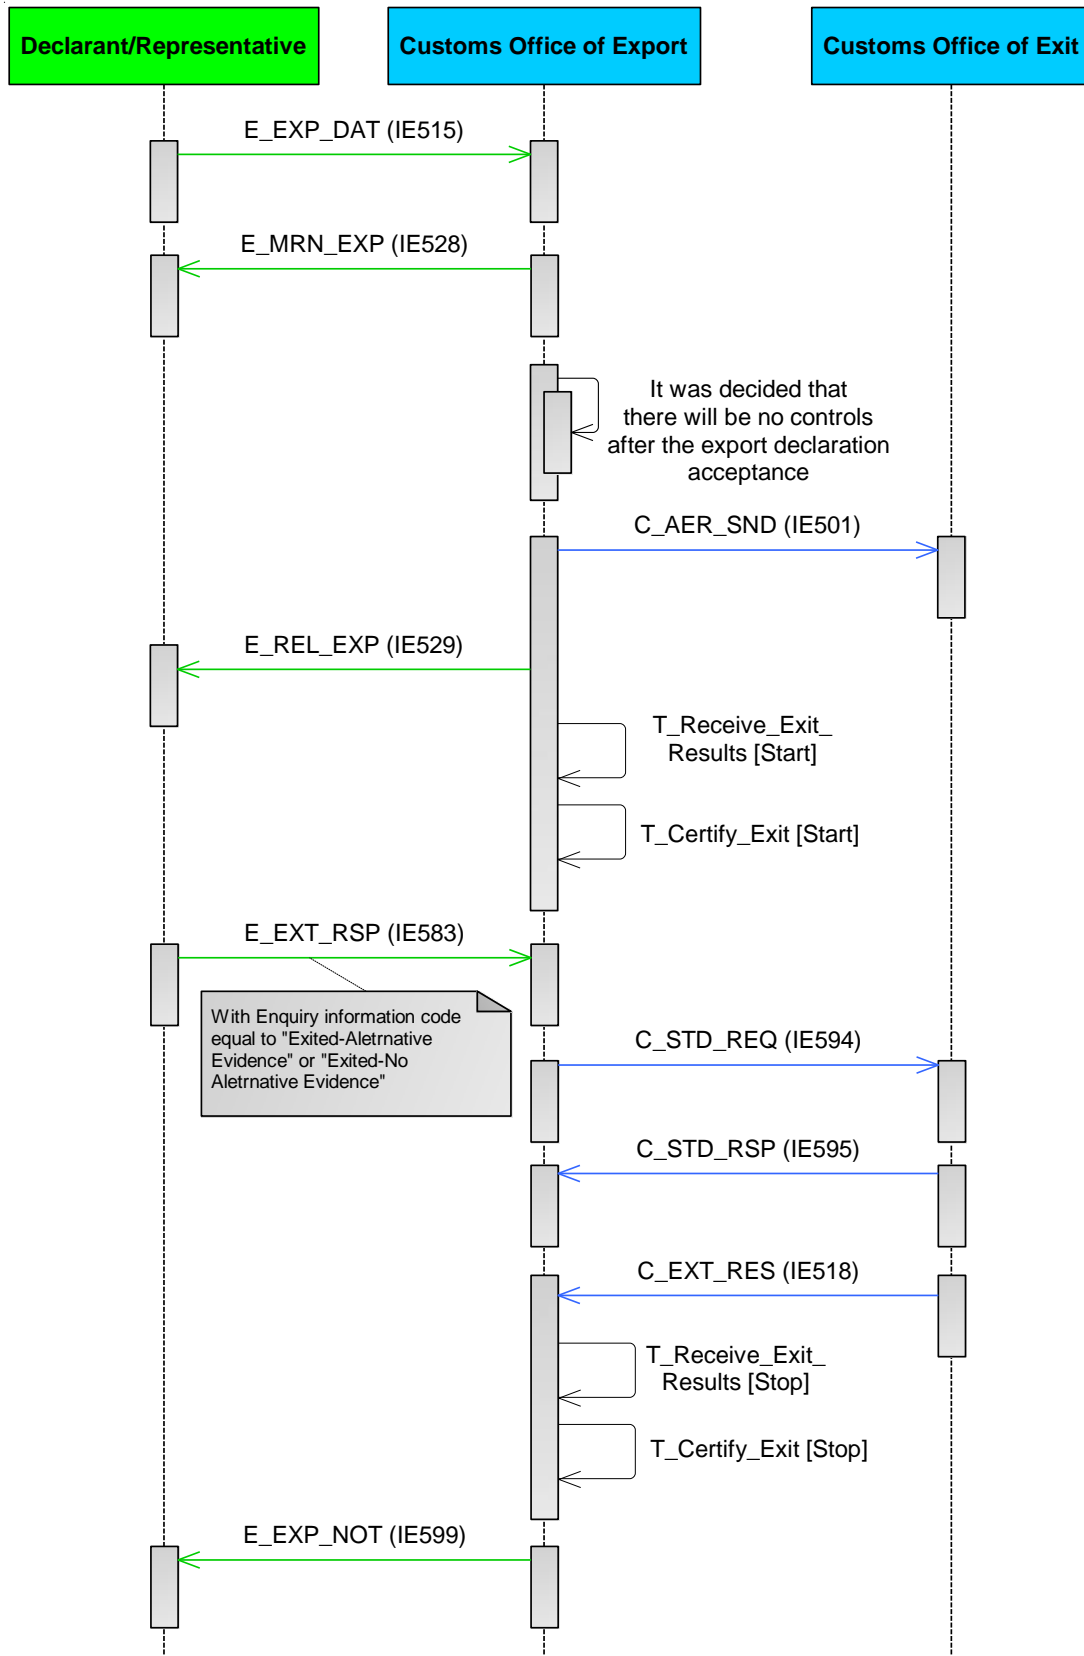 Declarant/Representative
Customs Office of Export
Customs Office of Exit
E_EXP_DAT (IE515)
E_MRN_EXP (IE528)
It was decided that
there will be no controls
after the export declaration
acceptance
C_AER_SND (IE501)
E_REL_EXP (IE529)
T_Receive_Exit_
Results [Start]
T_Certify_Exit [Start]
E_EXT_RSP (IE583)
With Enquiry information code
equal to "Exited-Aletrnative
Evidence" or "Exited-No
Aletrnative Evidence"
C_STD_REQ (IE594)
C_STD_RSP (IE595)
C_EXT_RES (IE518)
T_Receive_Exit_
Results [Stop]
T_Certify_Exit [Stop]
E_EXP_NOT (IE599)